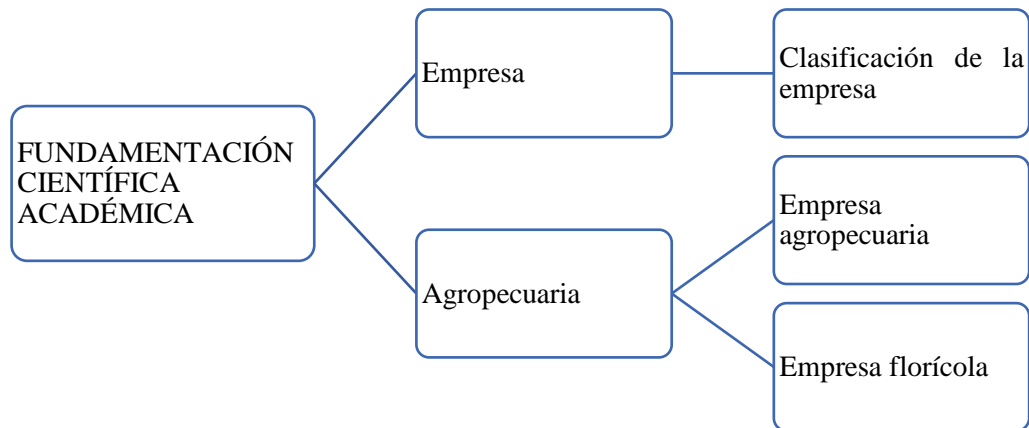 FUNDAMENTACIÓN
CIENTÍFICA
ACADÉMICA
Empresa
Clasificación de la
empresa
Agropecuaria
Empresa
agropecuaria
Empresa florícola